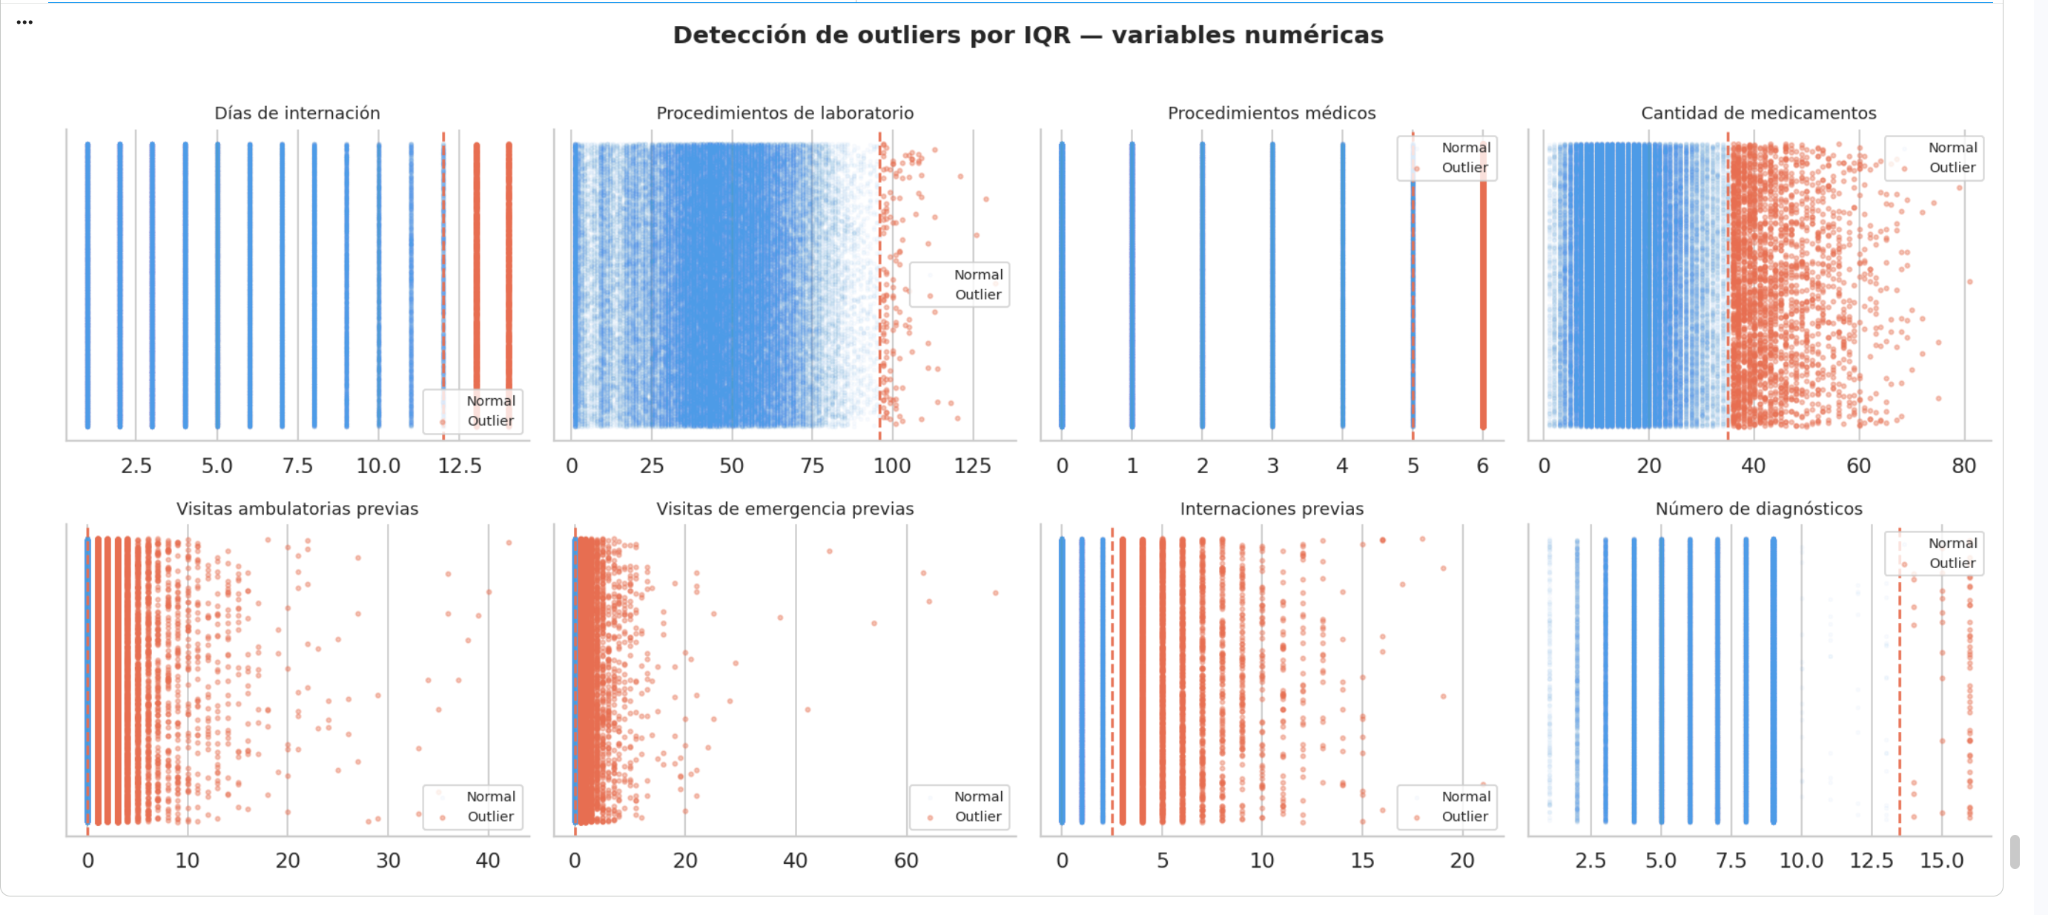 ...
Detección de outliers por IQR — variables numéricas
Días de internación
Normal
Outlier
2.5 5.0 7.5 10.0 12.5
Procedimientos de laboratorio
Normal
Outlier
0 25 50 75 100 125
Procedimientos médicos
Normal
Outlier
0 1 2 3 4 5 6
Cantidad de medicamentos
Normal
Outlier
0 20 40 60 80
Visitas ambulatorias previas
Normal
Outlier
0 10 20 30 40
Visitas de emergencia previas
Normal
Outlier
0 20 40 60
Internaciones previas
Normal
Outlier
0 5 10 15 20
Número de diagnósticos
Normal
Outlier
2.5 5.0 7.5 10.0 12.5 15.0